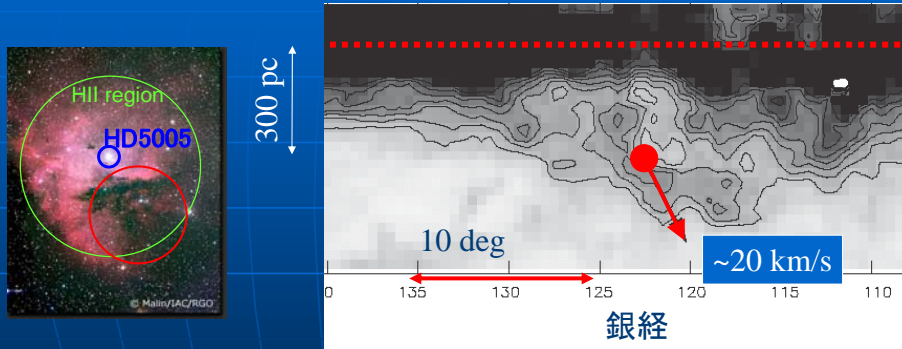 HII region
HD5005
© Malin/IAC/RGO
300 pc
10 deg
~20 km/s
0
135
130
125
120
115
110
銀経